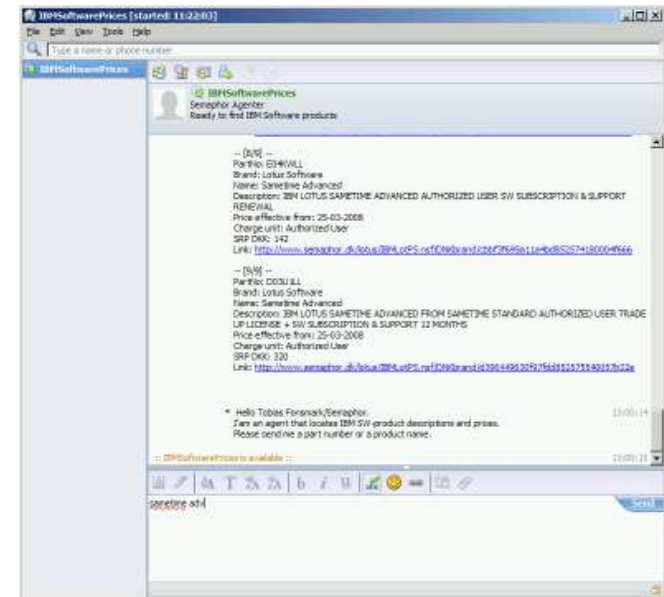 IBMSoftwarePrices [started: 11:22:03]
File Edit View Tools Help
Type a name or phone number
IBMSoftwarePrices
IBMSoftwarePrices
Semaphor Agenter
Ready to find IBM Software products
-- [8/9] --
Brand: Lotus Software
Name: Sametime Advanced
Description: IBM LOTUS SAMETIME ADVANCED AUTHORIZED USER SW SUBSCRIPTION & SUPPORT
RENEWAL
Price effective from: 25-03-2008
Charge unit: Authorized User
SRP DKK: 142
Link:
-- [9/9] --
Brand: Lotus Software
Name: Sametime Advanced
Description: IBM LOTUS SAMETIME ADVANCED FROM SAMETIME STANDARD AUTHORIZED USER TRADE
UP LICENSE + SW SUBSCRIPTION & SUPPORT 12 MONTHS
Price effective from: 25-03-2008
Charge unit: Authorized User
SRP DKK: 320
Link:
* Hello Tobias Forsmark/Semaphor.
I'am an agent that locates IBM SW-product descriptions and prices.
Please send me a part number or a product name.
:: IBMSoftwarePrices is available ::
b i U
sametime adv
Send